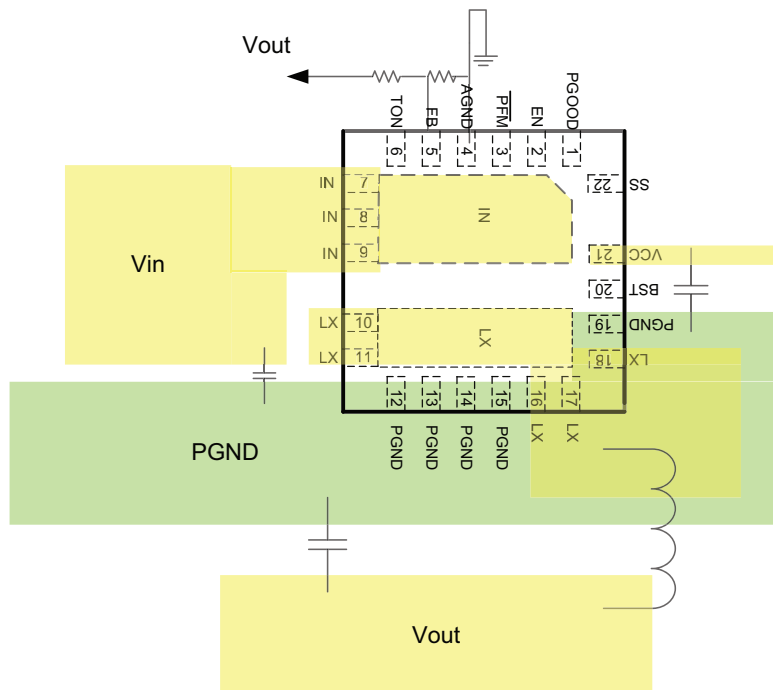 Vout
TON
FB
AGND
PFM
EN
PGOOD
6
5
4
3
2
1
IN 7
IN 8
IN 9
IN
22 SS
21 VCC
20 BST
19 PGND
18 LX
Vin
LX 10
LX 11
LX
12
13
14
15
16
17
PGND
PGND
PGND
PGND
LX
LX
PGND
Vout